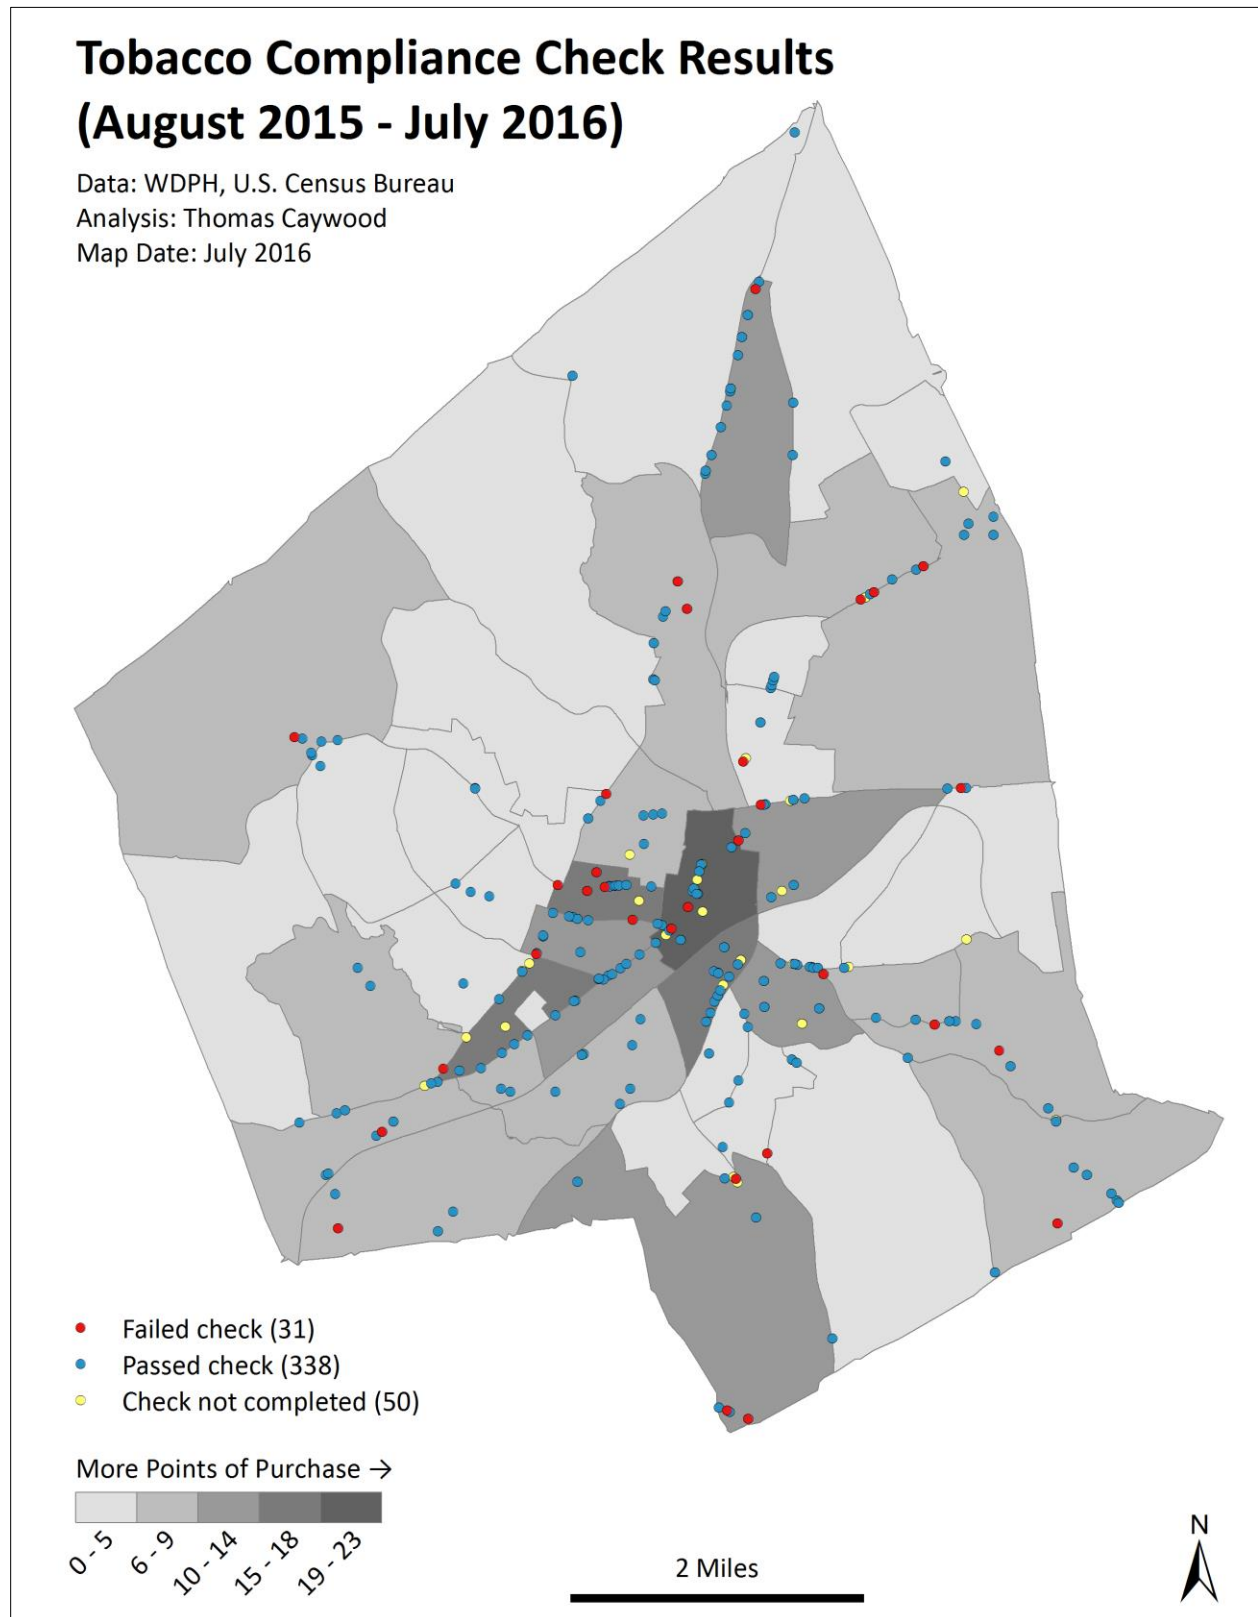 Tobacco Compliance Check Results
(August 2015 - July 2016)
Data: WDPH, U.S. Census Bureau
Analysis: Thomas Caywood
Map Date: July 2016
Failed check (31)
Passed check (338)
Check not completed (50)
More Points of Purchase →
0 - 5
6 - 9
10 - 14
15 - 18
19 - 23
2 Miles
N